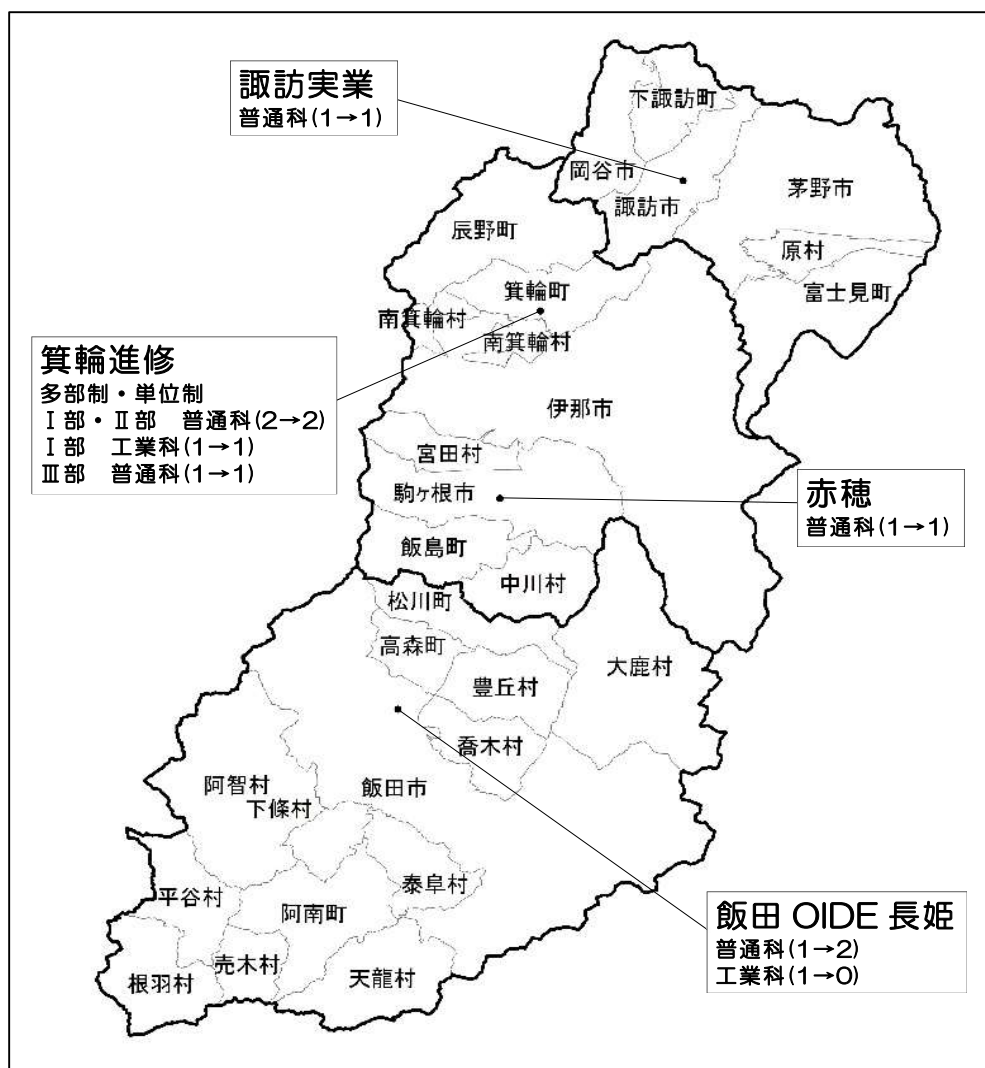 諏訪実業
普通科(1→1)
下諏訪町
岡谷市
諏訪市
茅野市
原村
富士見町
辰野町
箕輪町
南箕輪村
南箕輪村
箕輪進修
多部制・単位制
Ⅰ部・Ⅱ部　普通科(2→2)
Ⅰ部　工業科(1→1)
Ⅲ部　普通科(1→1)
伊那市
宮田村
駒ヶ根市
赤穂
普通科(1→1)
飯島町
中川村
松川町
高森町
豊丘村
大鹿村
喬木村
阿智村
下條村
飯田市
平谷村
阿南町
泰阜村
飯田 OIDE 長姫
普通科(1→2)
工業科(1→0)
根羽村
売木村
天龍村